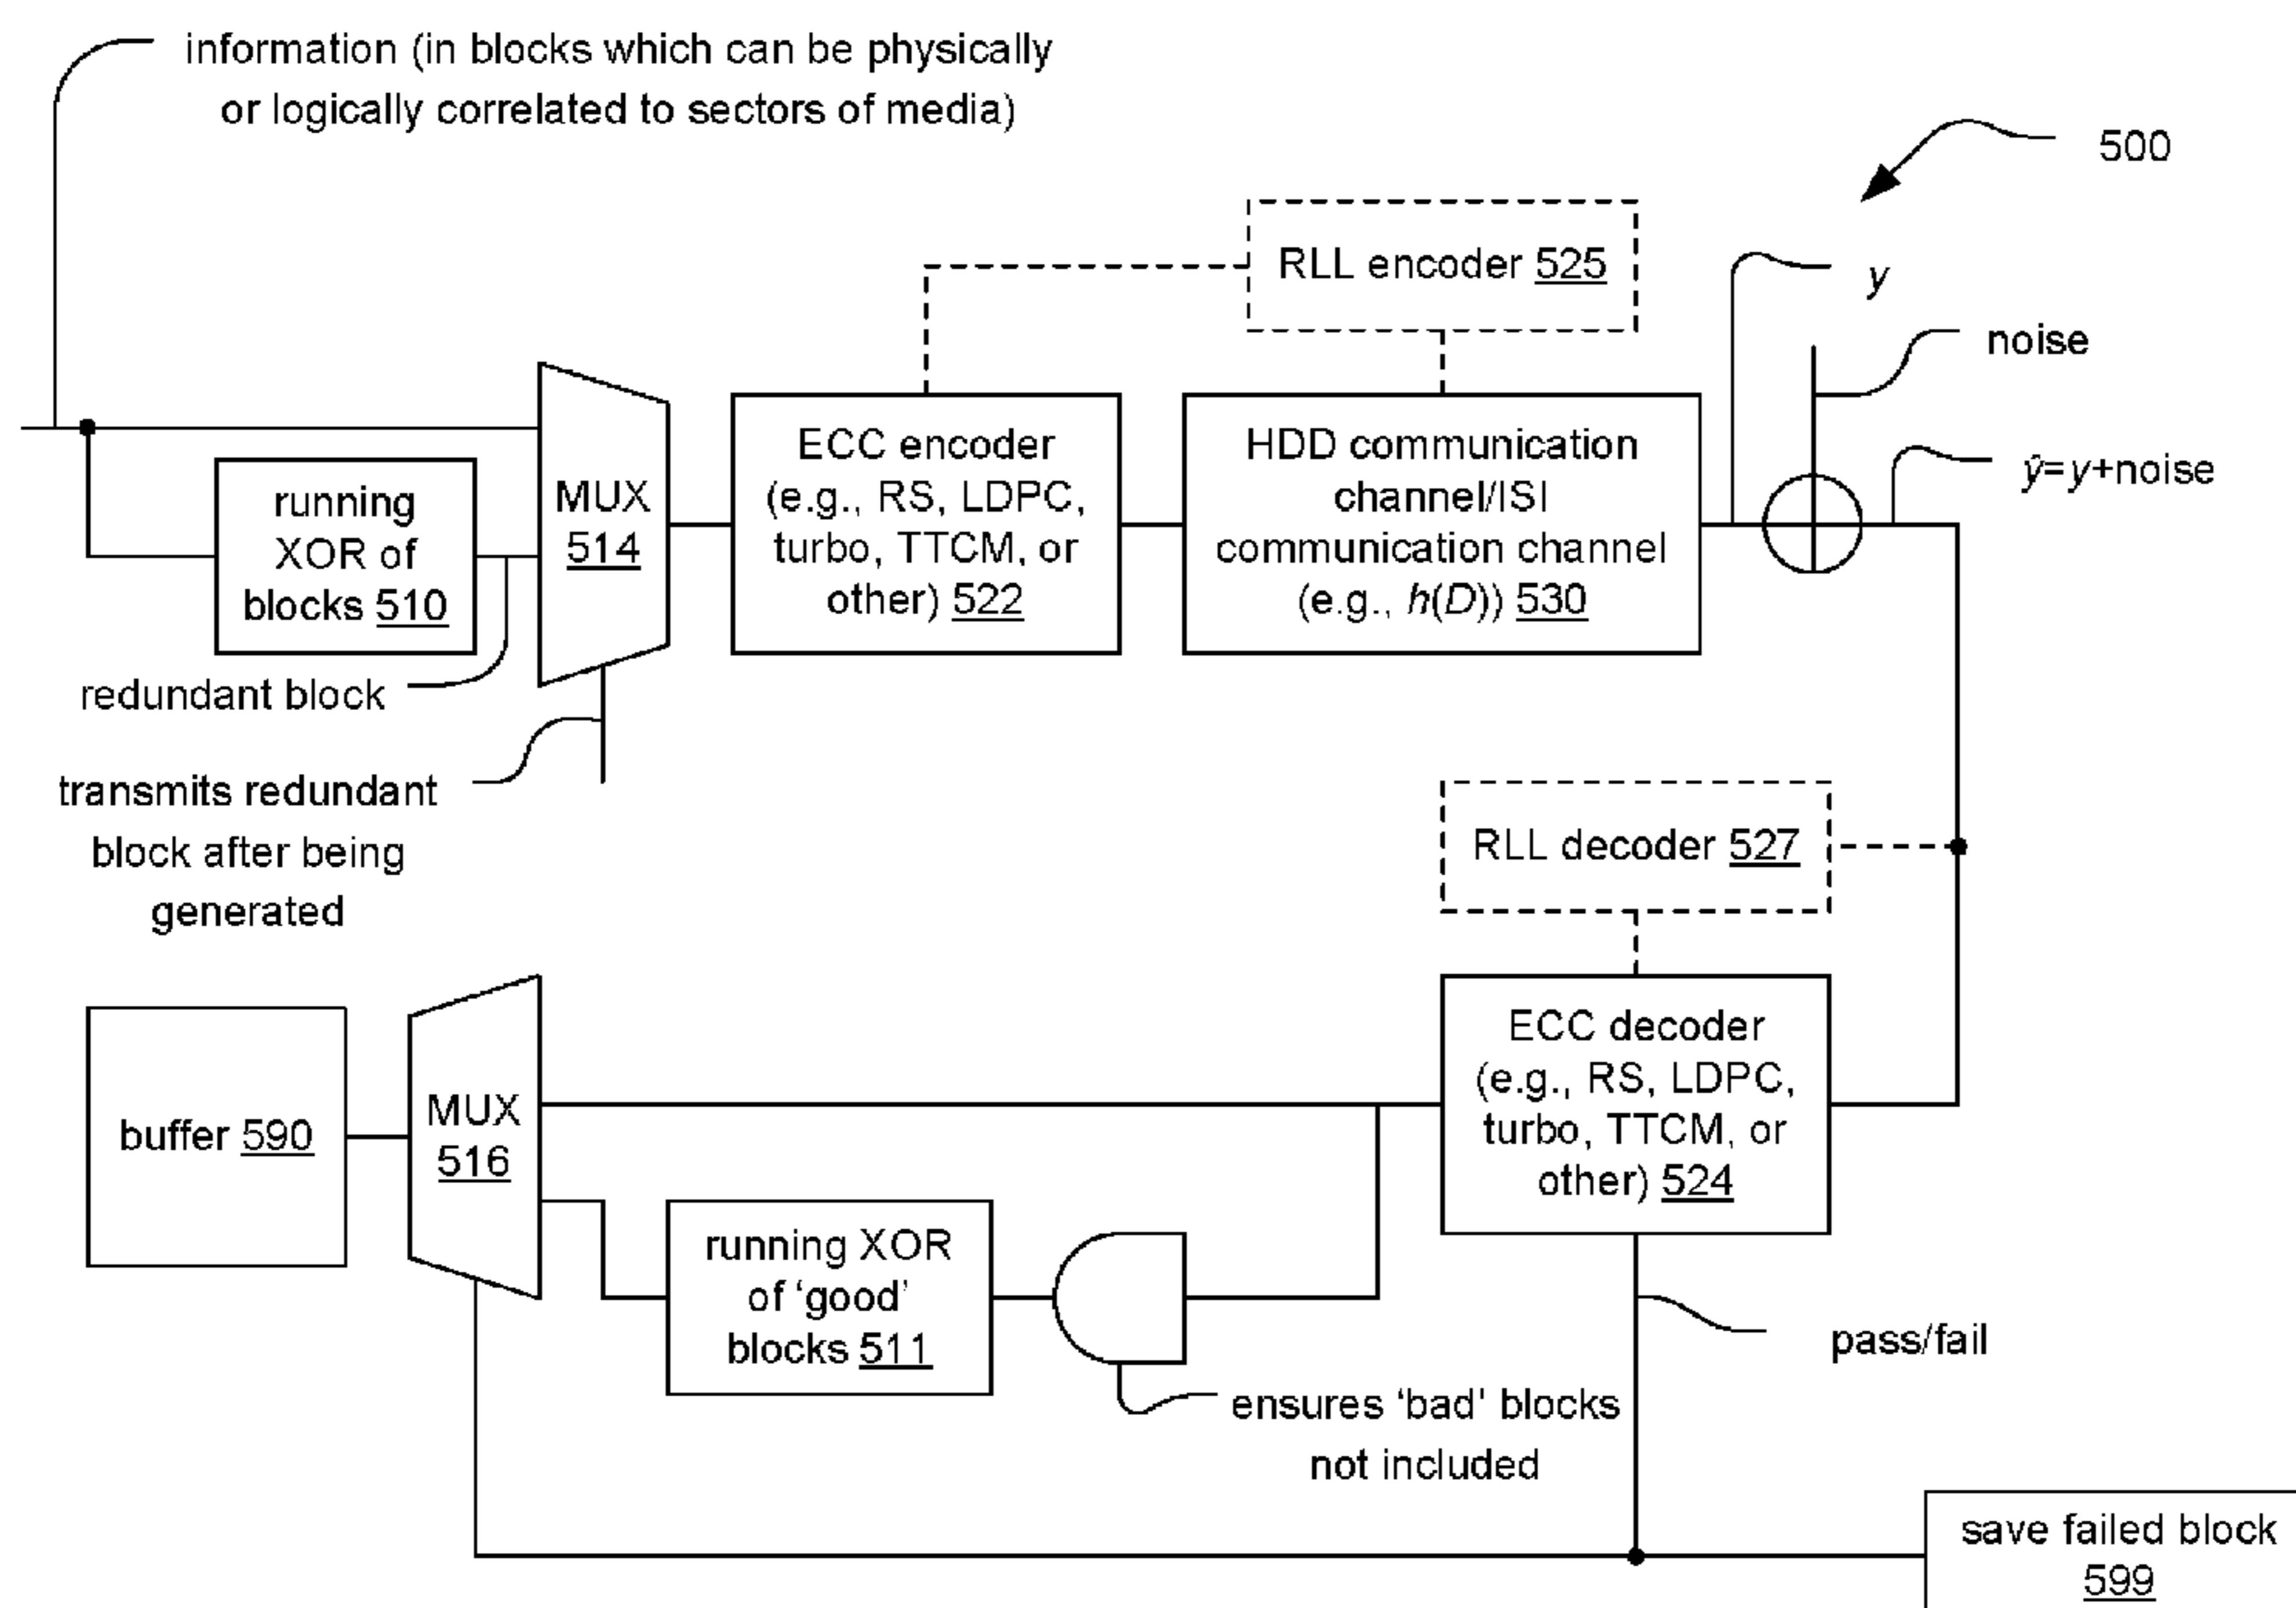 information (in blocks which can be physically
or logically correlated to sectors of media)
500
RLL encoder 525
y
noise
ŷ=y+noise
running
XOR of
blocks 510
MUX
514
ECC encoder
(e.g., RS, LDPC,
turbo, TTCM, or
other) 522
HDD communication
channel/ISI
communication channel
(e.g., h(D)) 530
redundant block
transmits redundant
block after being
generated
RLL decoder 527
buffer 590
MUX
516
ECC decoder
(e.g., RS, LDPC,
turbo, TTCM, or
other) 524
running XOR
of ‘good’
blocks 511
pass/fail
ensures ‘bad’ blocks
not included
save failed block
599